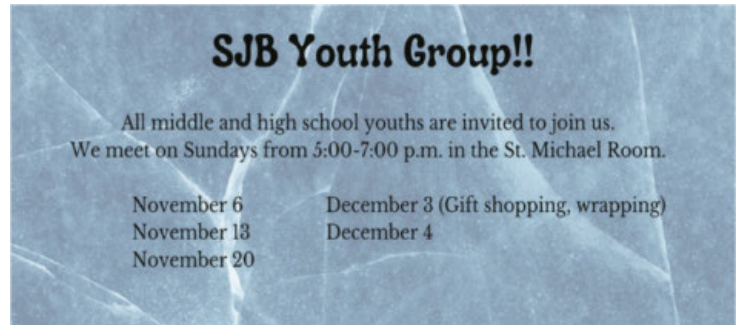 SJB Youth Group!!
All middle and high school youths are invited to join us.
We meet on Sundays from 5:00-7:00 p.m. in the St. Michael Room.
November 6 December 3 (Gift shopping, wrapping)
November 13 December 4
November 20